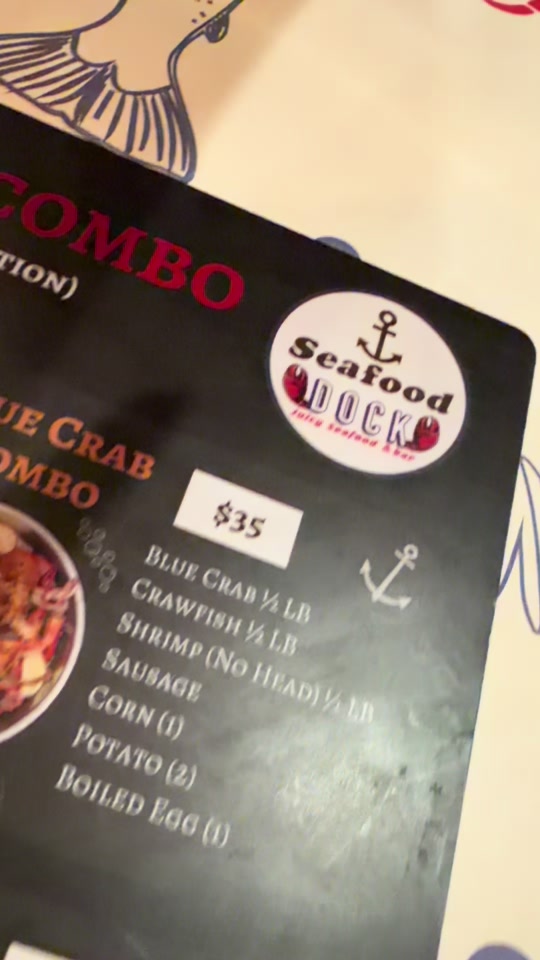 COMBO
TION)
Seafood
DOCK
Juicy Seafood & Bar
UE CRAB
OMBO
$35
BLUE CRAB ½ LB
CRAWFISH ½ LB
SHRIMP (NO HEAD) ½ LB
SAUSAGE
CORN (1)
POTATO (2)
BOILED EGG (1)